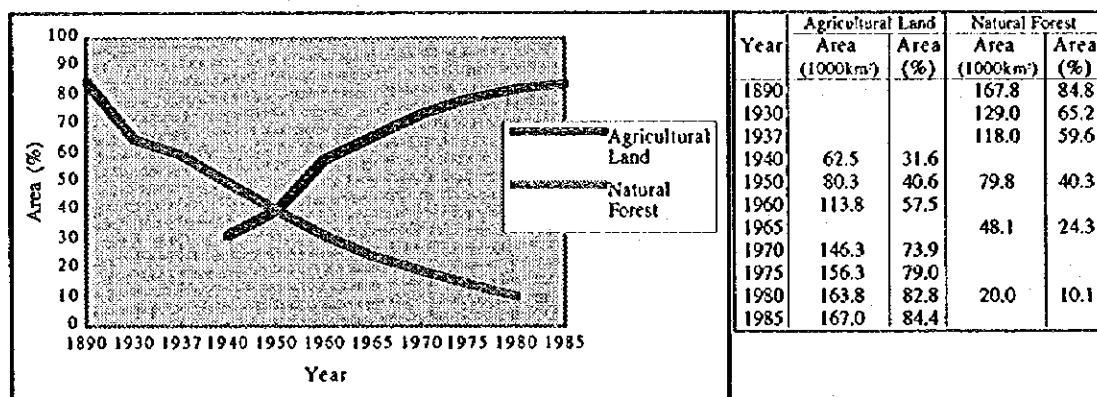 100
90
80
70
60
50
40
30
20
10
0
Area (%)
1890 1930 1937 1940 1950 1960 1965 1970 1975 1980 1985
Year
Agricultural
Land
Natural
Forest
Year Agricultural Land Natural Forest
Area Area Area Area
(1000km²) (%) (1000km²) (%)
1890 167.8 84.8
1930 129.0 65.2
1937 118.0 59.6
1940 62.5 31.6
1950 80.3 40.6 79.8 40.3
1960 113.8 57.5
1965 48.1 24.3
1970 146.3 73.9
1975 156.3 79.0
1980 163.8 82.8 20.0 10.1
1985 167.0 84.4